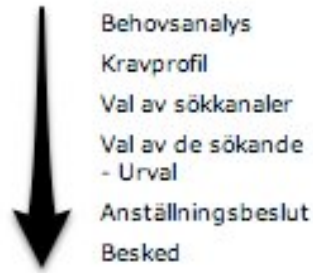 Behovsanalys
Kravprofil
Val av sökkanaler
Val av de sökande
- Urval
Anställningsbeslut
Besked